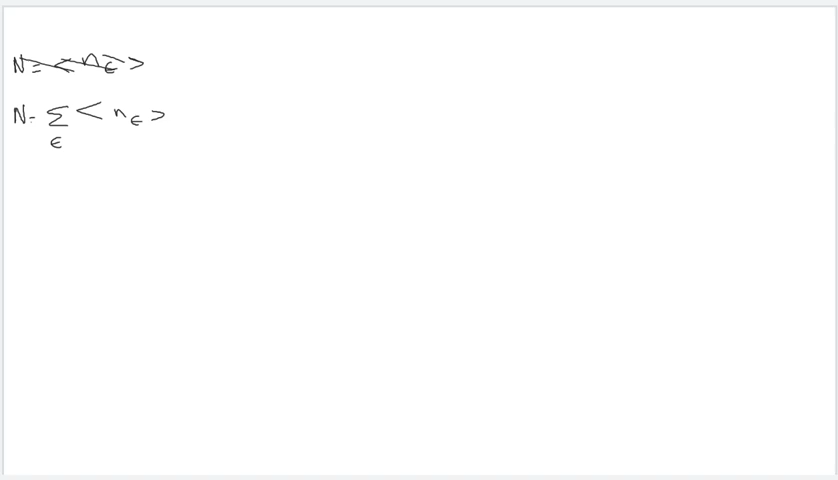 N = < n_ε >
N = Σ_ε < n_ε >